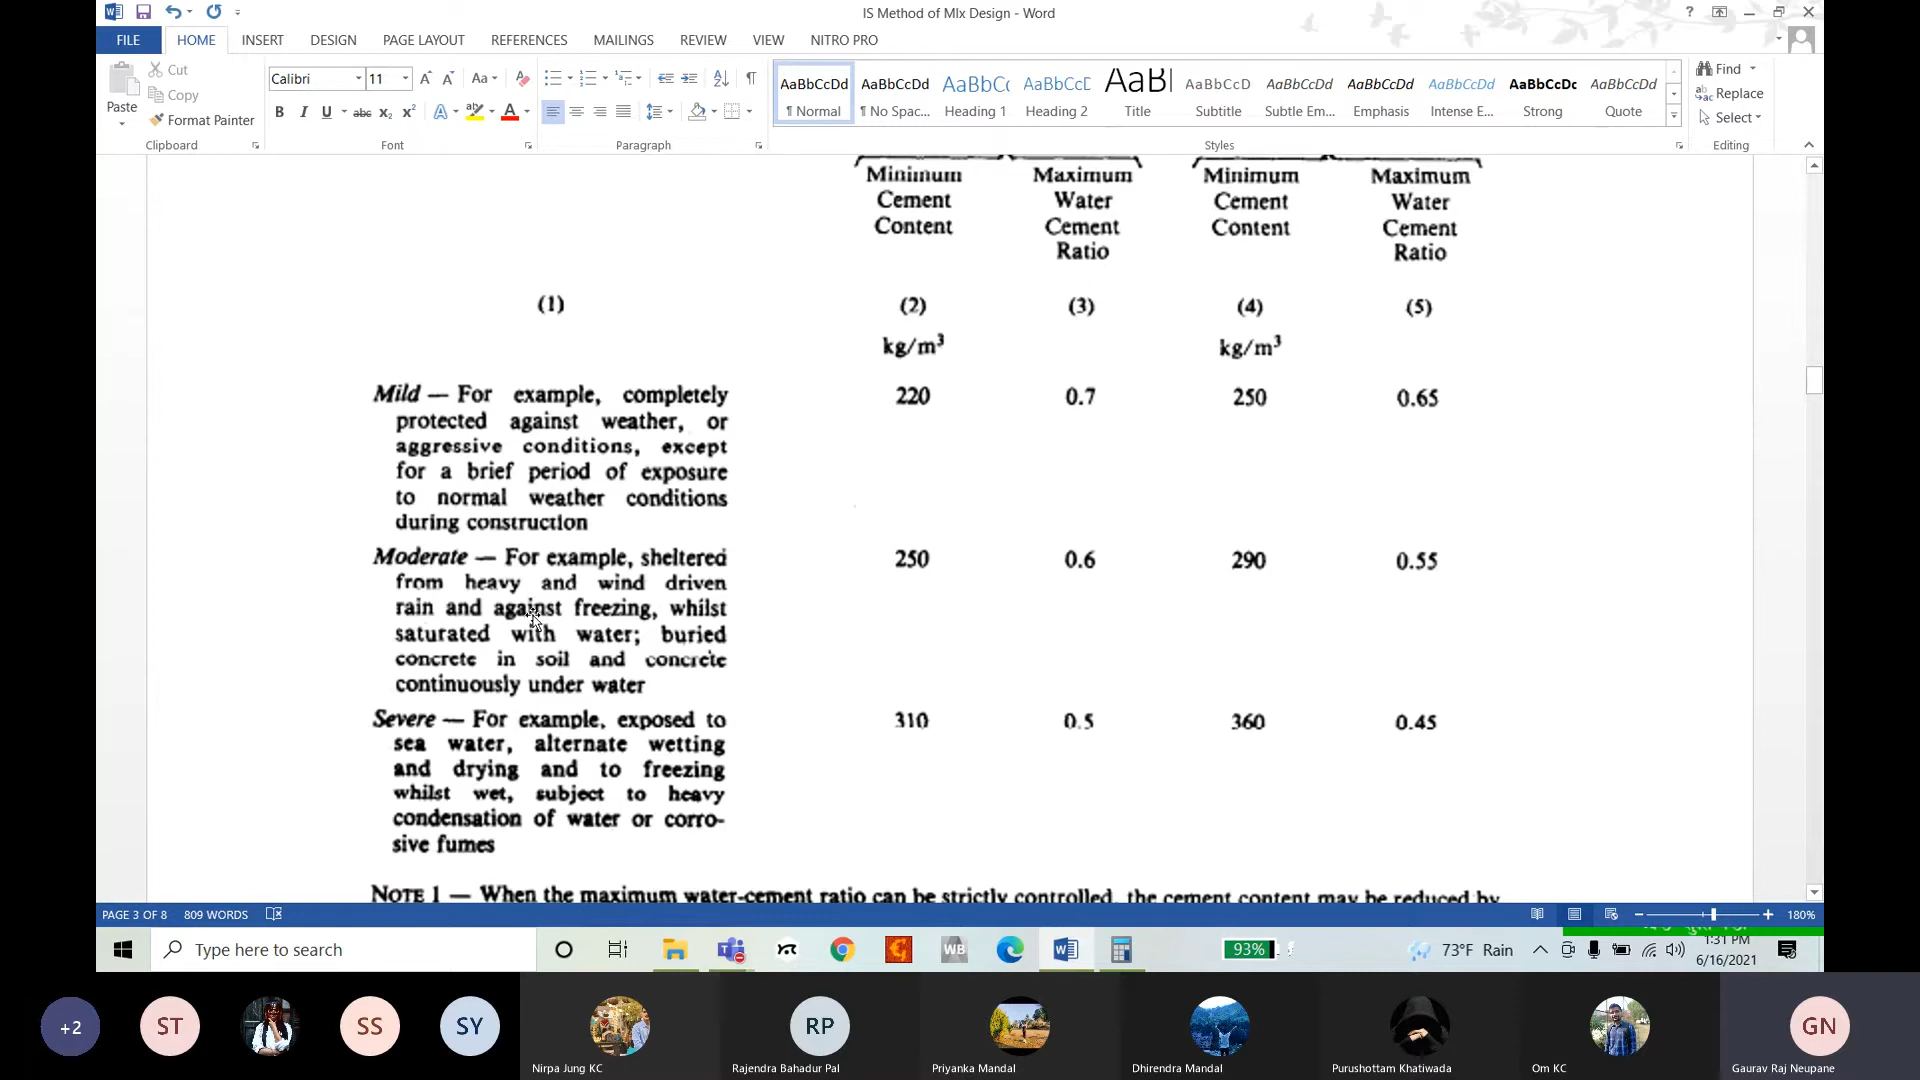 IS Method of MIx Design - Word
FILE HOME INSERT DESIGN PAGE LAYOUT REFERENCES MAILINGS REVIEW VIEW NITRO PRO
Paste
Cut
Copy
Format Painter
Clipboard
Calibri 11
Font
Paragraph
AaBbCcDd AaBbCcDd AaBbCc AaBbCcD AaB AaBbCcD AaBbCcDd AaBbCcDd AaBbCcDd AaBbCcDc AaBbCcDd
¶ Normal ¶ No Spac... Heading 1 Heading 2 Title Subtitle Subtle Em... Emphasis Intense E... Strong Quote
Styles
Find
Replace
Select
Editing
Minimum Maximum Minimum Maximum
Cement Water Cement Water
Content Cement Content Cement
Ratio Ratio
(1) (2) (3) (4) (5)
kg/m³ kg/m³
Mild — For example, completely 220 0.7 250 0.65
protected against weather, or
aggressive conditions, except
for a brief period of exposure
to normal weather conditions
during construction
Moderate — For example, sheltered 250 0.6 290 0.55
from heavy and wind driven
rain and against freezing, whilst
saturated with water; buried
concrete in soil and concrete
continuously under water
Severe — For example, exposed to 310 0.5 360 0.45
sea water, alternate wetting
and drying and to freezing
whilst wet, subject to heavy
condensation of water or corro-
sive fumes
NOTE 1 — When the maximum water-cement ratio can be strictly controlled, the cement content may be reduced by
PAGE 3 OF 8 809 WORDS 180%
Type here to search
WB
93%
73°F Rain
1:31 PM
6/16/2021
+2 ST SS SY RP GN
Nirpa Jung KC Rajendra Bahadur Pal Priyanka Mandal Dhirendra Mandal Purushottam Khatiwada Om KC Gaurav Raj Neupane